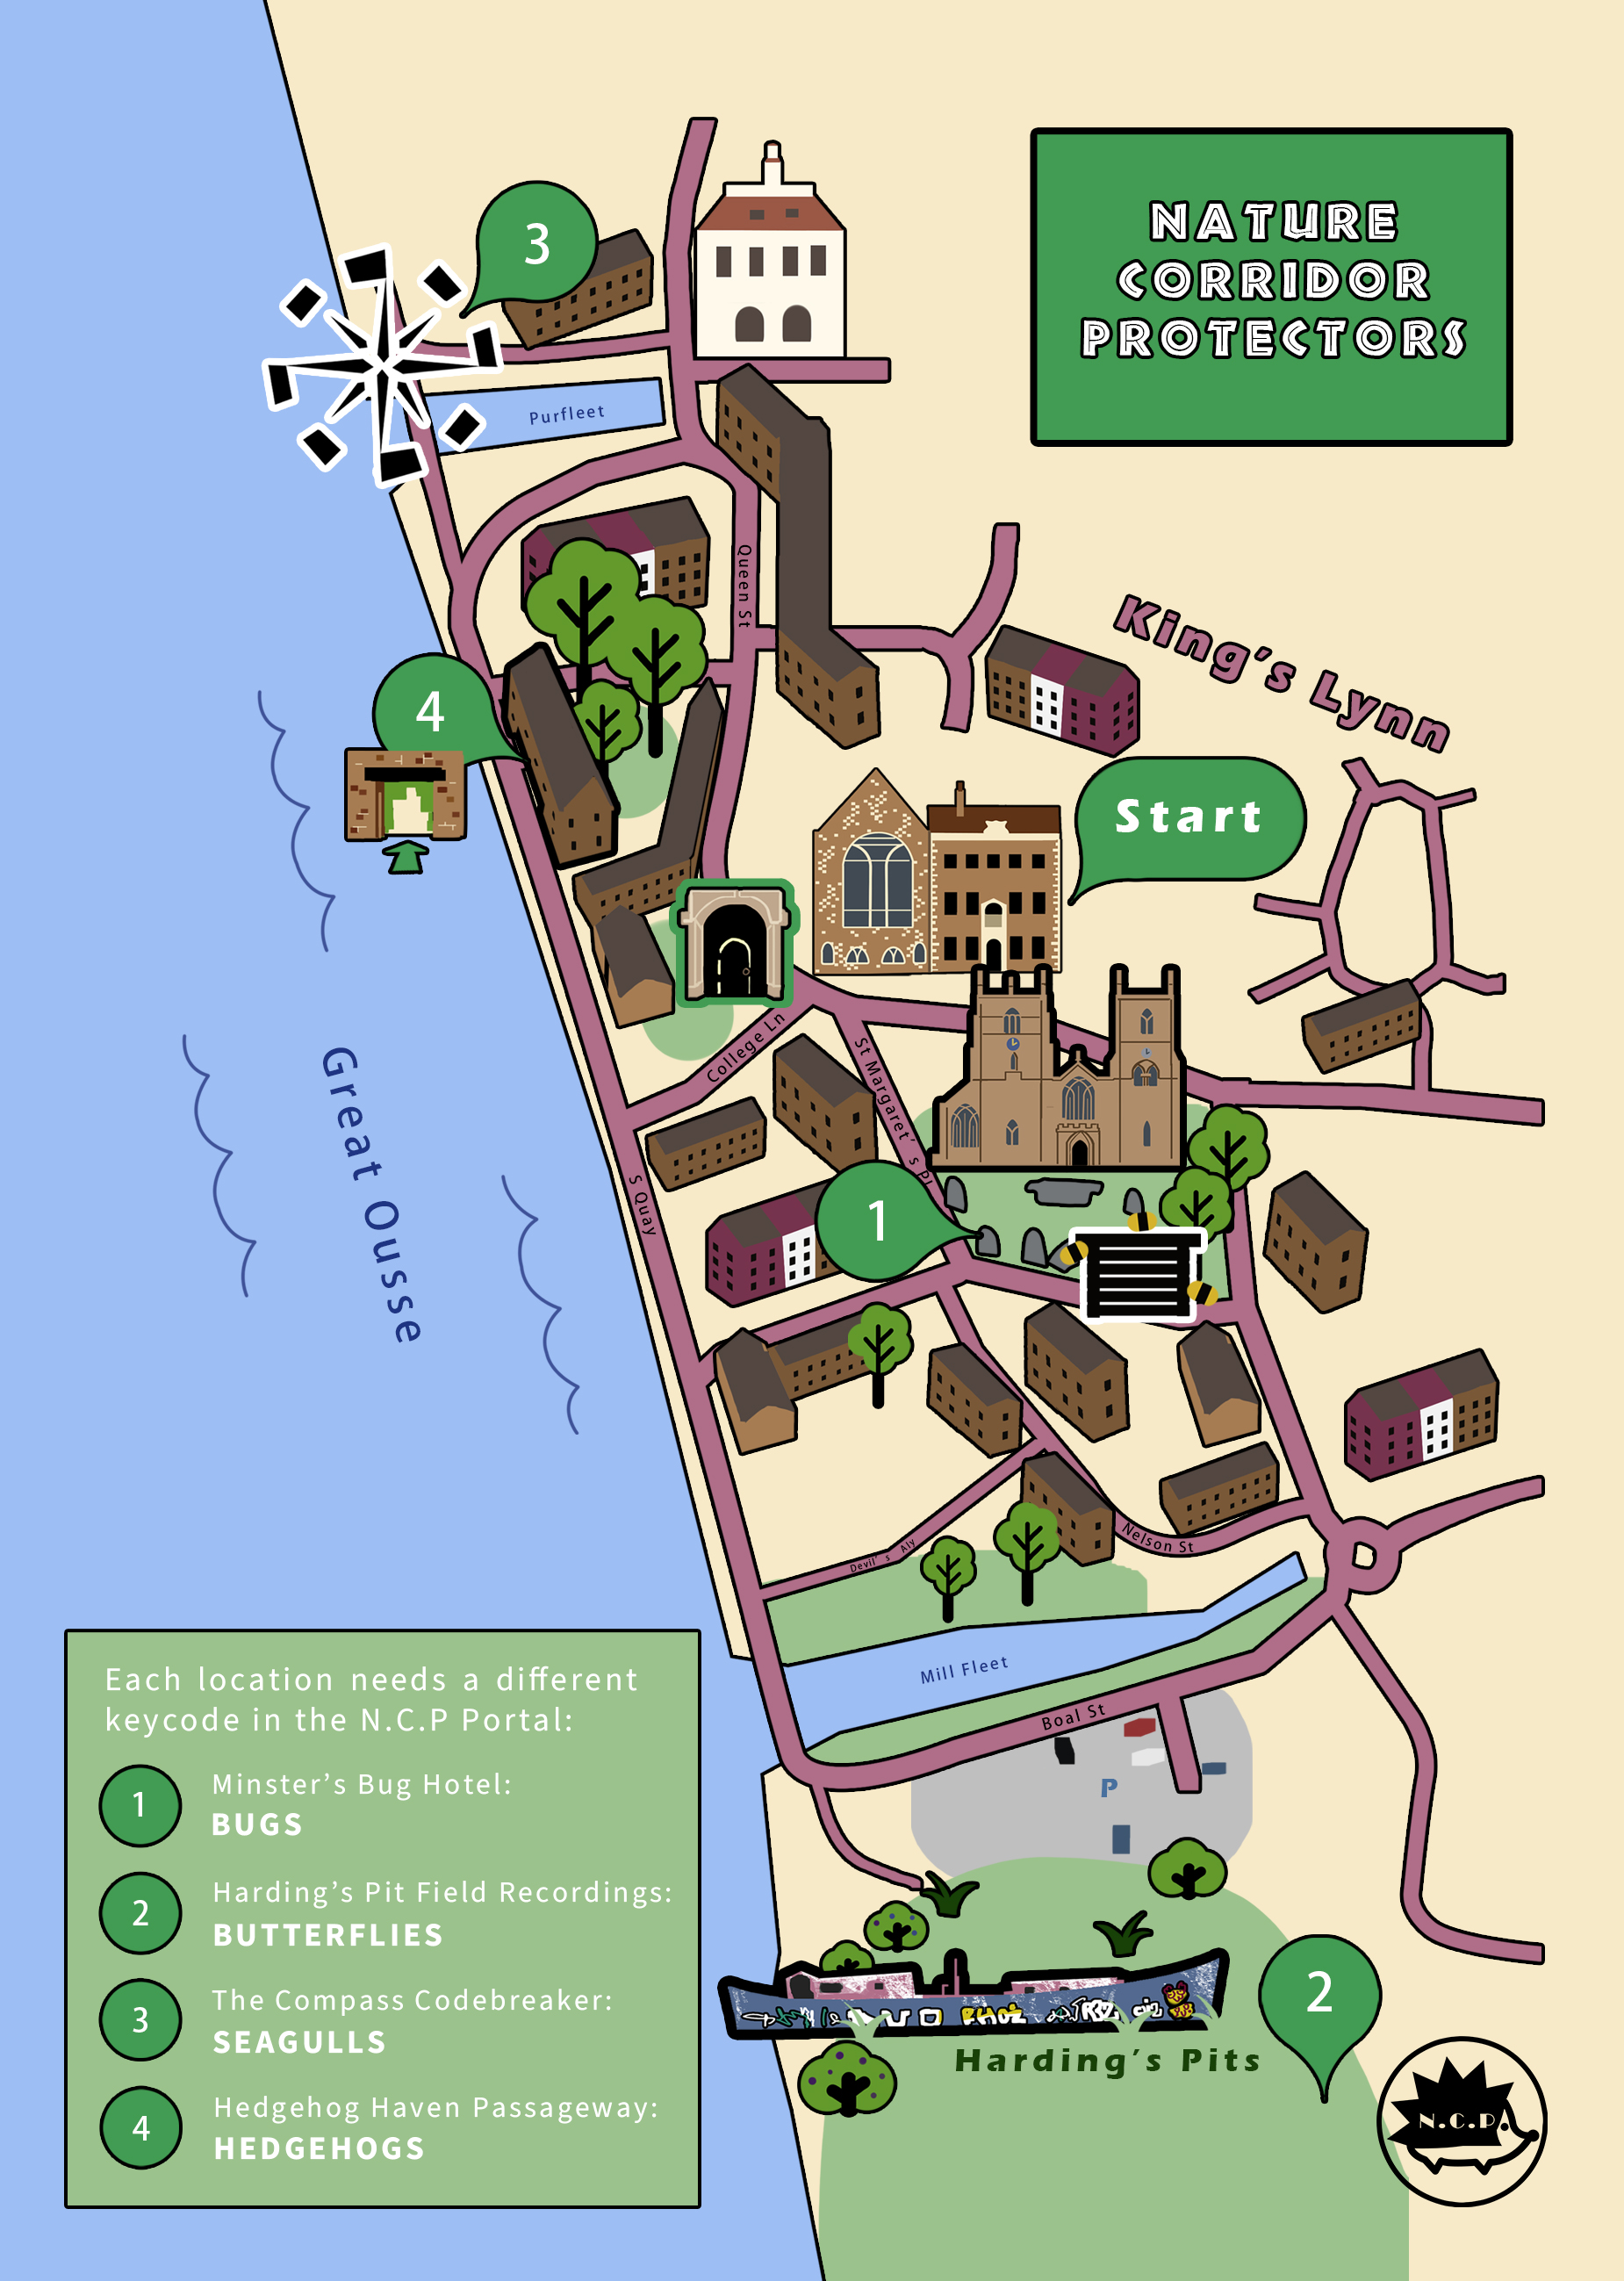 NATURE
CORRIDOR
PROTECTORS
3
Purfleet
Queen St
King's Lynn
4
Start
College Ln
St Margaret's Pl
S Quay
1
Great Ousse
Nelson St
Devil's Aly
Mill Fleet
Boal St
P
2
Harding's Pits
N.C.P.
Each location needs a different
keycode in the N.C.P Portal:
1
Minster's Bug Hotel:
BUGS
2
Harding's Pit Field Recordings:
BUTTERFLIES
3
The Compass Codebreaker:
SEAGULLS
4
Hedgehog Haven Passageway:
HEDGEHOGS